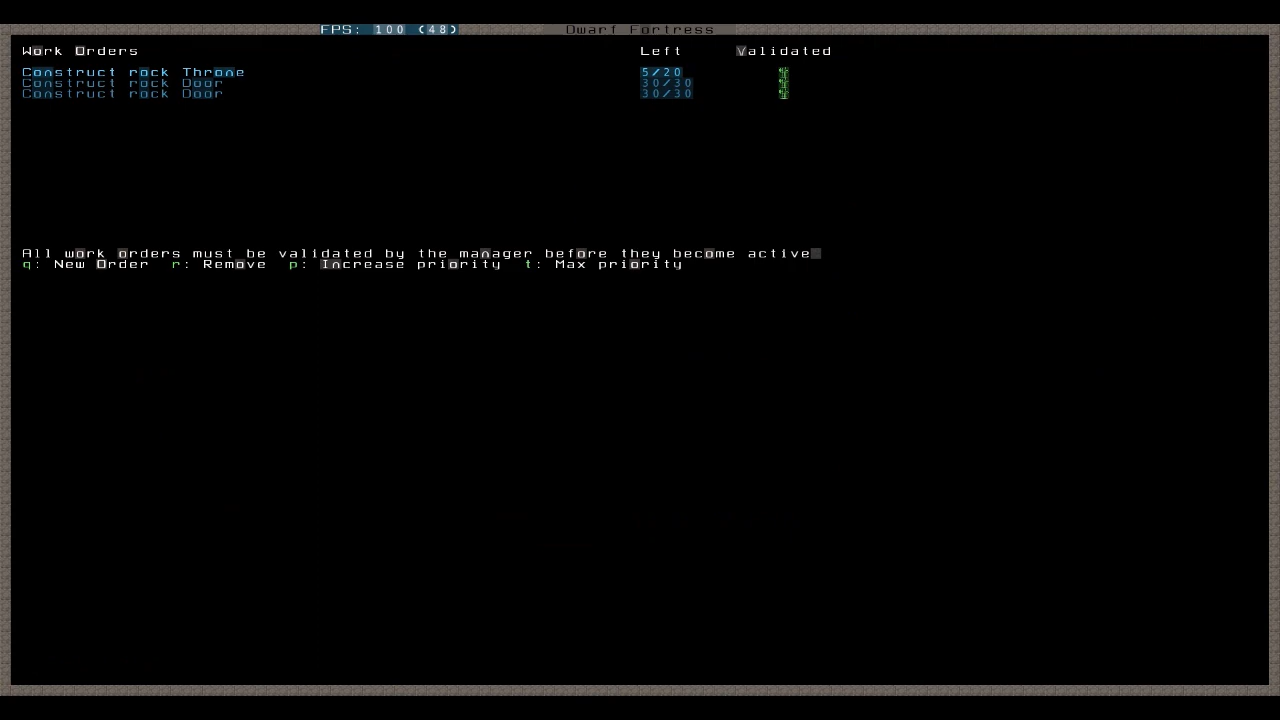 FPS: 100 (48) Dwarf Fortress
Work Orders Left Validated
Construct rock Throne 5/20
Construct rock Door 30/30
Construct rock Door 30/30
All work orders must be validated by the manager before they become active
q: New Order r: Remove p: Increase priority t: Max priority